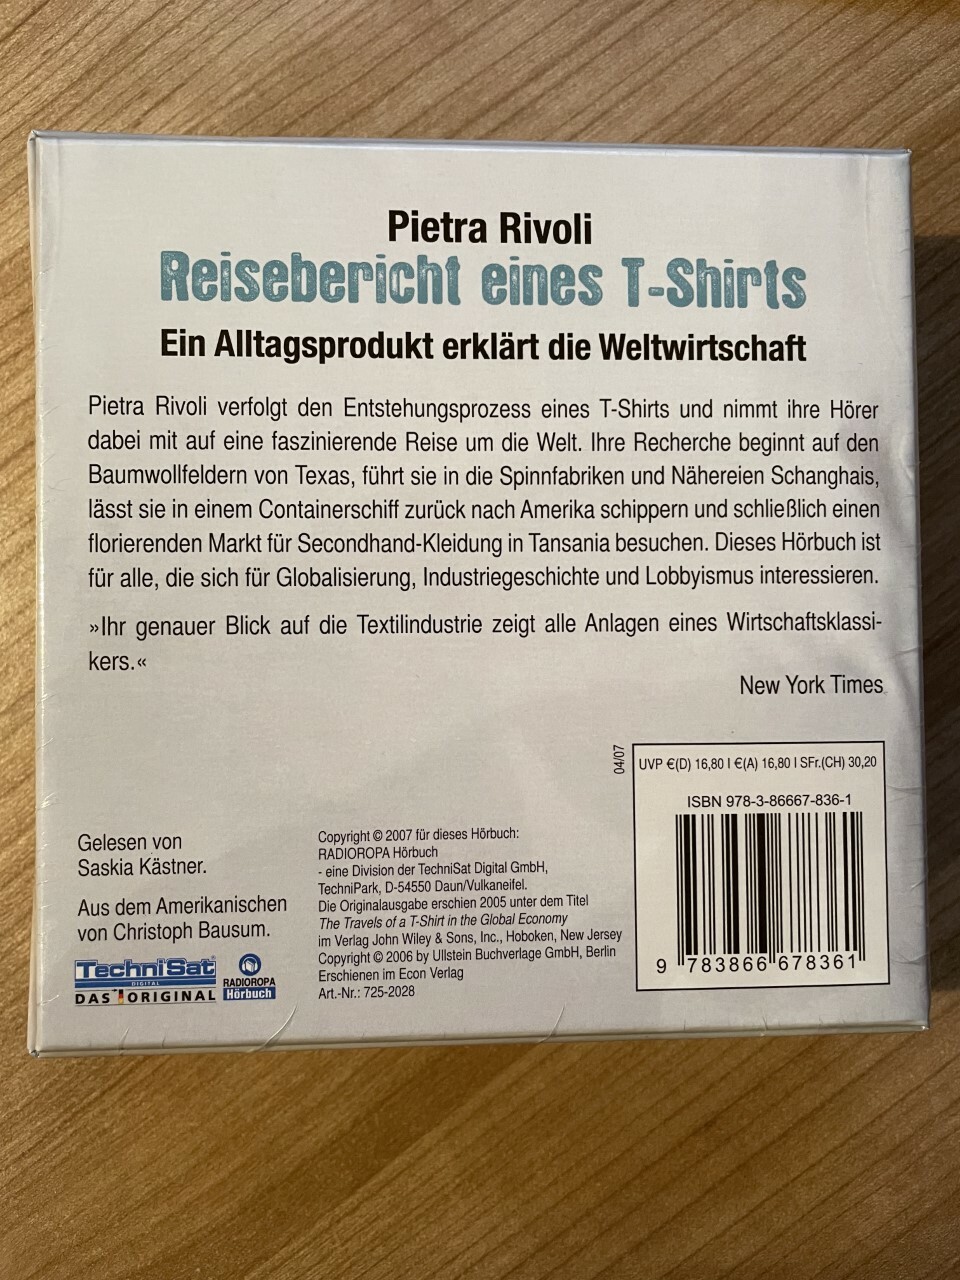 Pietra Rivoli
Reisebericht eines T-Shirts
Ein Alltagsprodukt erklärt die Weltwirtschaft
Pietra Rivoli verfolgt den Entstehungsprozess eines T-Shirts und nimmt ihre Hörer
dabei mit auf eine faszinierende Reise um die Welt. Ihre Recherche beginnt auf den
Baumwollfeldern von Texas, führt sie in die Spinnfabriken und Nähereien Schanghais,
lässt sie in einem Containerschiff zurück nach Amerika schippern und schließlich einen
florierenden Markt für Secondhand-Kleidung in Tansania besuchen. Dieses Hörbuch ist
für alle, die sich für Globalisierung, Industriegeschichte und Lobbyismus interessieren.
»Ihr genauer Blick auf die Textilindustrie zeigt alle Anlagen eines Wirtschaftsklassi-
kers.«
New York Times
04/07
UVP €(D) 16,80 I €(A) 16,80 I SFr.(CH) 30,20
ISBN 978-3-86667-836-1
9 783866 678361
Gelesen von
Saskia Kästner.
Aus dem Amerikanischen
von Christoph Bausum.
TechniSat
DIGITAL
DAS ORIGINAL
RADIOROPA
Hörbuch
Copyright © 2007 für dieses Hörbuch:
RADIOROPA Hörbuch
- eine Division der TechniSat Digital GmbH,
TechniPark, D-54550 Daun/Vulkaneifel.
Die Originalausgabe erschien 2005 unter dem Titel
The Travels of a T-Shirt in the Global Economy
im Verlag John Wiley & Sons, Inc., Hoboken, New Jersey
Copyright © 2006 by Ullstein Buchverlage GmbH, Berlin
Erschienen im Econ Verlag
Art.-Nr.: 725-2028